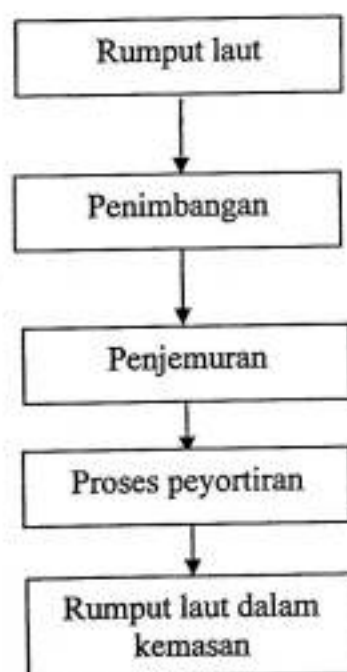 Rumput laut
Penimbangan
Penjemuran
Proses peyortiran
Rumput laut dalam
kemasan